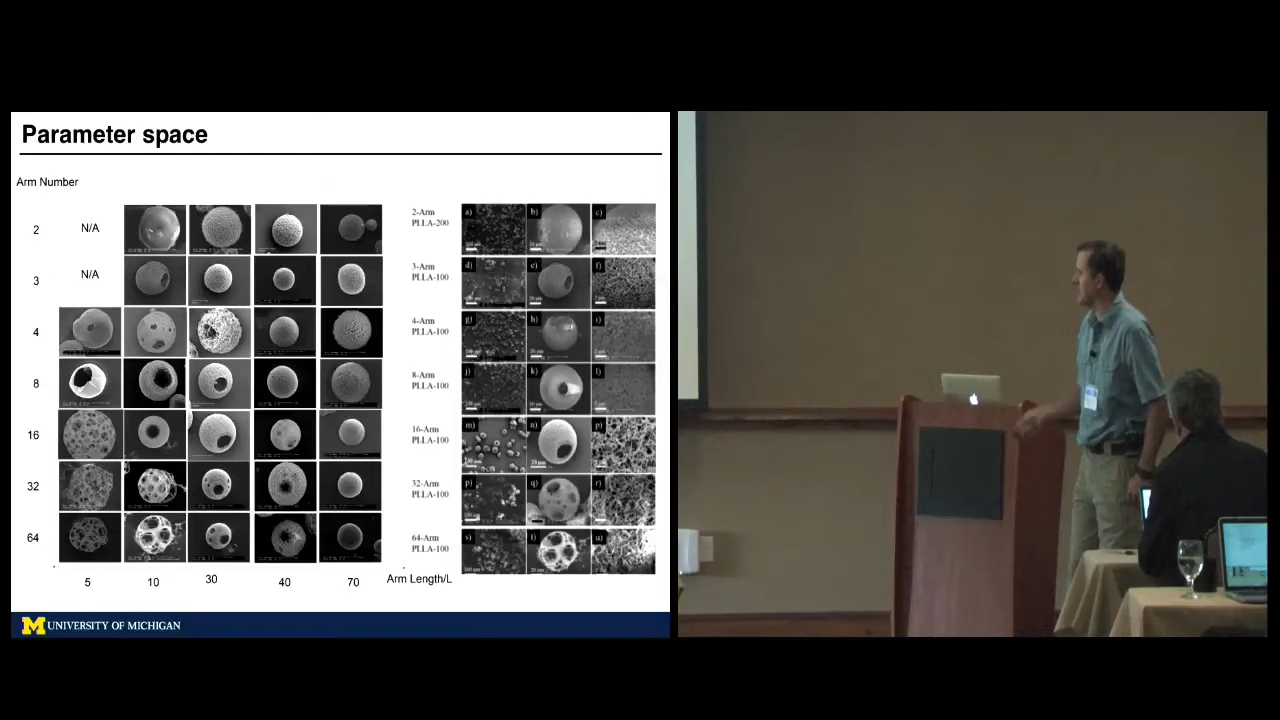 Parameter space
Arm Number
2
N/A
3
N/A
4
8
16
32
64
5
10
30
40
70
Arm Length/L
2-Arm
PLLA-200
a)
b)
c)
3-Arm
PLLA-100
d)
e)
f)
4-Arm
PLLA-100
g)
h)
i)
8-Arm
PLLA-100
j)
k)
l)
16-Arm
PLLA-100
m)
n)
p)
32-Arm
PLLA-100
p)
q)
r)
64-Arm
PLLA-100
s)
t)
u)
M UNIVERSITY OF MICHIGAN